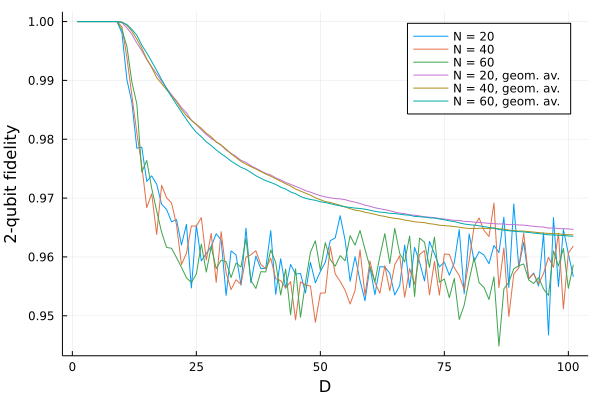 1.00
0.99
0.98
0.97
0.96
0.95
2-qubit fidelity
N = 20
N = 40
N = 60
N = 20, geom. av.
N = 40, geom. av.
N = 60, geom. av.
0
25
50
75
100
D